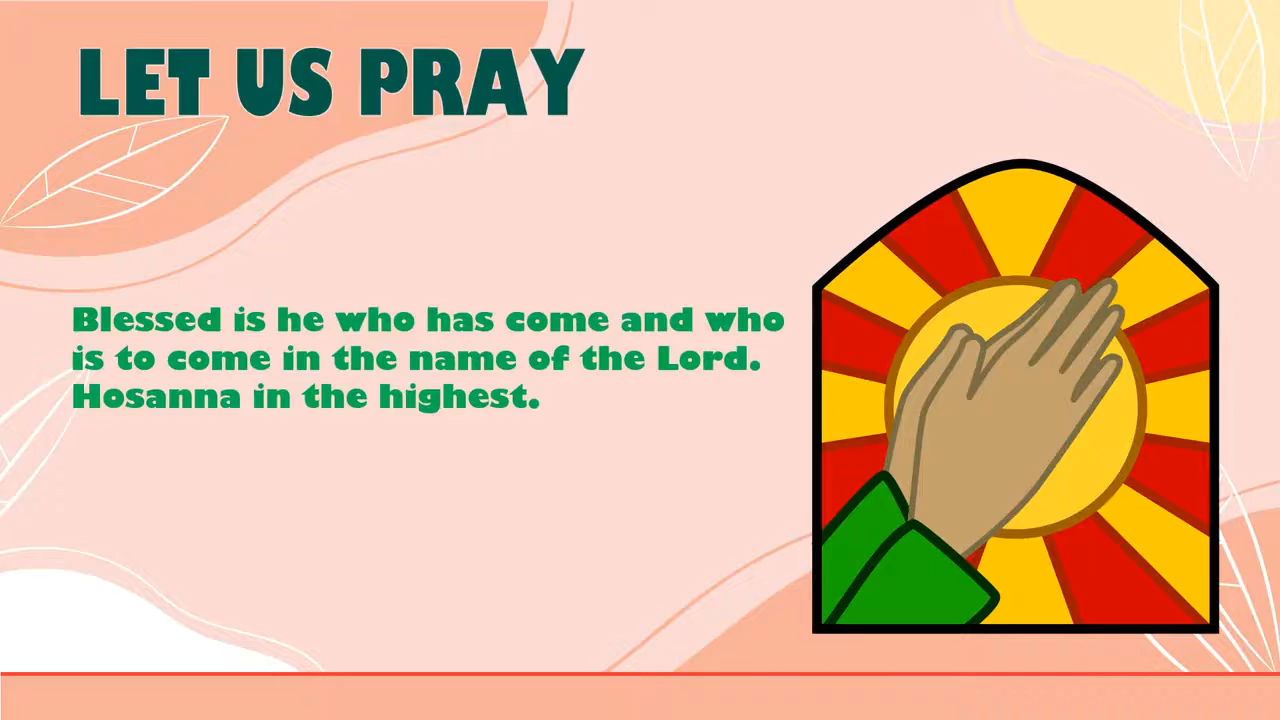 LET US PRAY
Blessed is he who has come and who
is to come in the name of the Lord.
Hosanna in the highest.